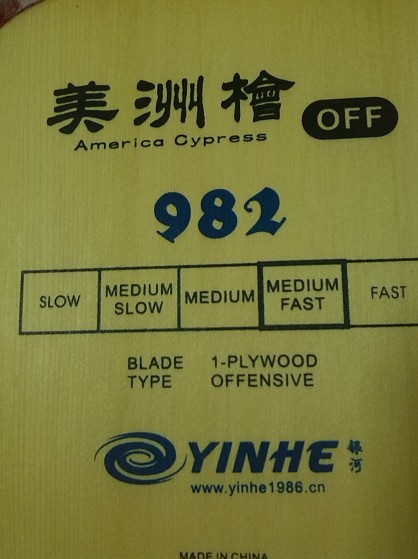 美洲檜 OFF
America Cypress
982
SLOW MEDIUM SLOW MEDIUM MEDIUM FAST FAST
BLADE TYPE 1-PLYWOOD OFFENSIVE
YINHE 银河
www.yinhe1986.cn
MADE IN CHINA